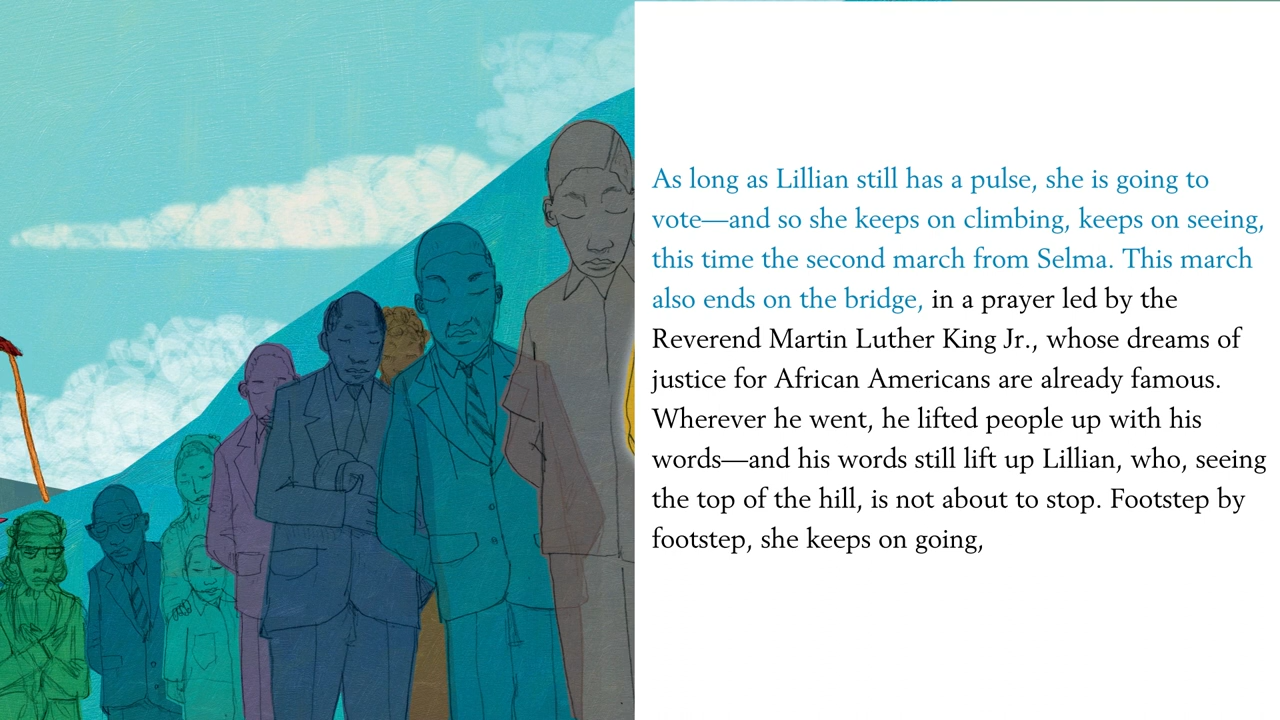 As long as Lillian still has a pulse, she is going to
vote—and so she keeps on climbing, keeps on seeing,
this time the second march from Selma. This march
also ends on the bridge, in a prayer led by the
Reverend Martin Luther King Jr., whose dreams of
justice for African Americans are already famous.
Wherever he went, he lifted people up with his
words—and his words still lift up Lillian, who, seeing
the top of the hill, is not about to stop. Footstep by
footstep, she keeps on going,